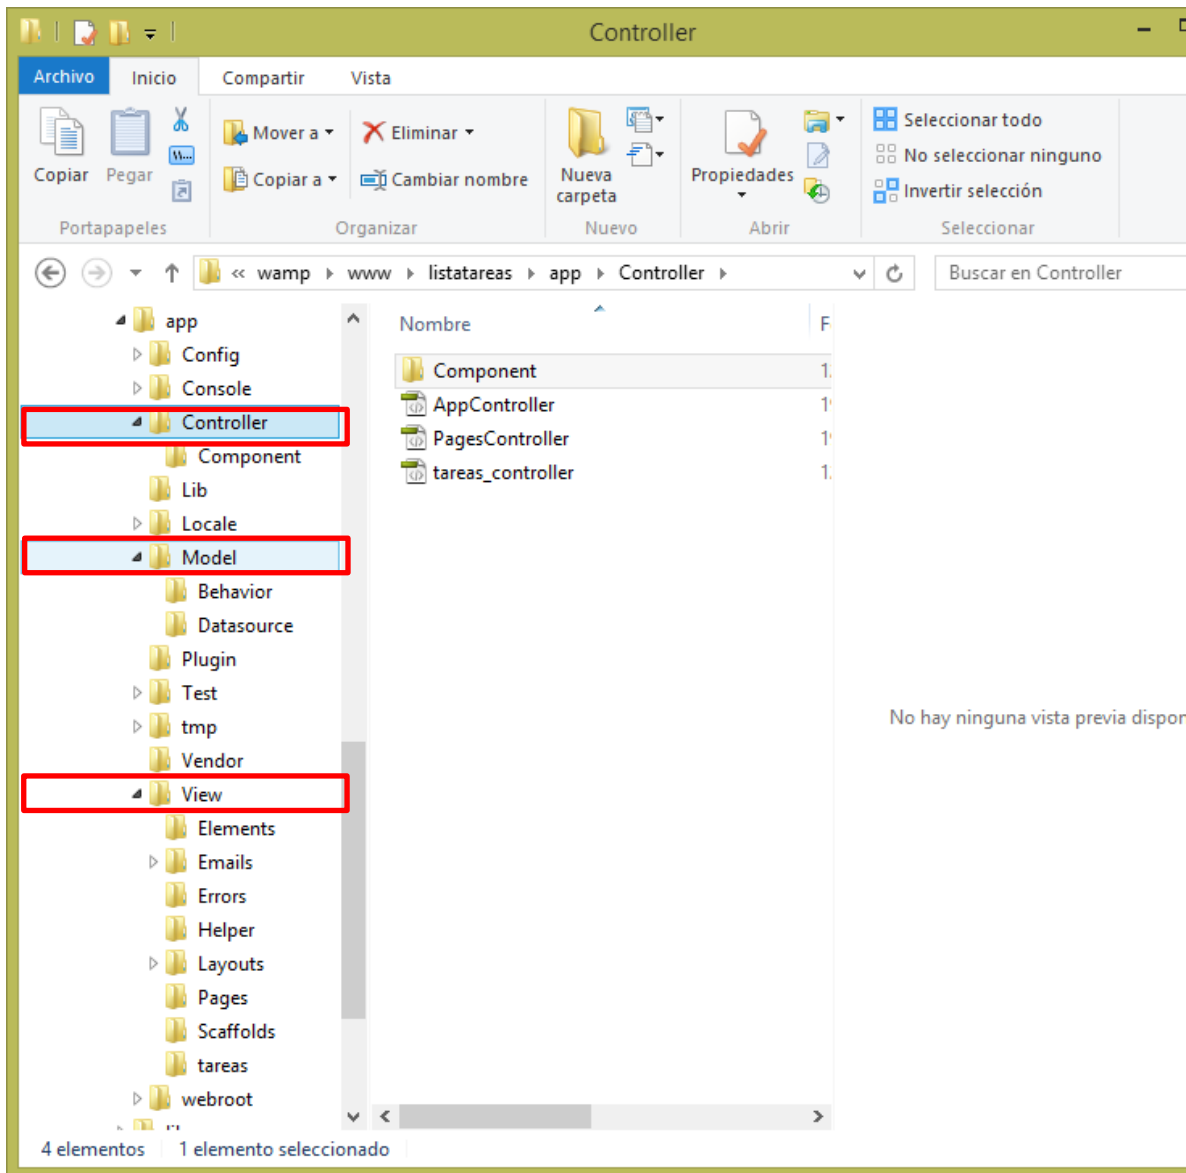 Controller
Archivo Inicio Compartir Vista
Copiar Pegar Mover a Copiar a Eliminar Cambiar nombre Nueva carpeta Propiedades Seleccionar todo
No seleccionar ninguno
Invertir selección
Portapapeles Organizar Nuevo Abrir Seleccionar
« wamp www listatareas app Controller Buscar en Controller
app
Config
Console
Controller
Component
Lib
Locale
Model
Behavior
Datasource
Plugin
Test
tmp
Vendor
View
Elements
Emails
Errors
Helper
Layouts
Pages
Scaffolds
tareas
webroot
Nombre
Component
AppController
PagesController
tareas_controller
No hay ninguna vista previa
4 elementos 1 elemento seleccionado